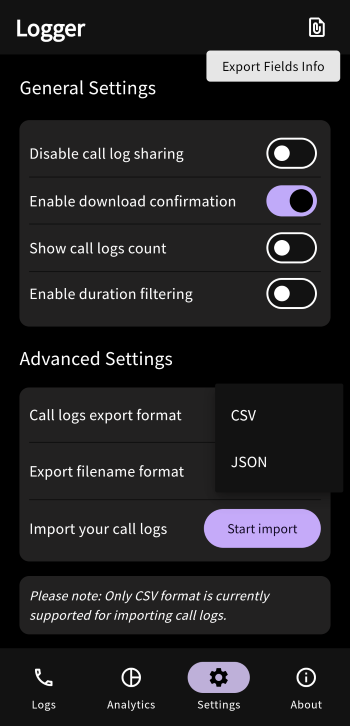 Logger
Export Fields Info
General Settings
Disable call log sharing
Enable download confirmation
Show call logs count
Enable duration filtering
Advanced Settings
Call logs export format
CSV
JSON
Export filename format
Import your call logs
Start import
Please note: Only CSV format is currently
supported for importing call logs.
Logs
Analytics
Settings
About